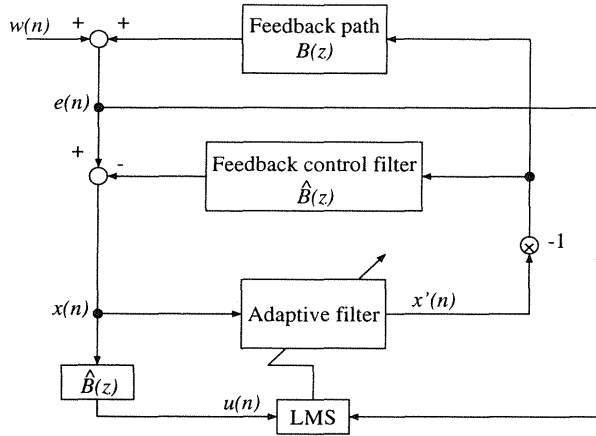 w(n)
+
+
Feedback path
B(z)
e(n)
+
-
Feedback control filter
B̂(z)
-1
x(n)
Adaptive filter
x'(n)
B̂(z)
u(n)
LMS